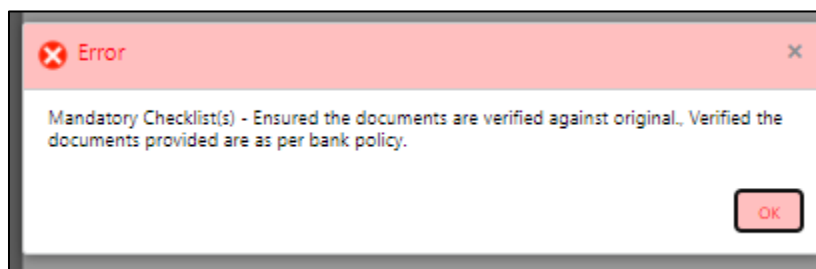 Error
Mandatory Checklist(s) - Ensured the documents are verified against original., Verified the
documents provided are as per bank policy.
OK